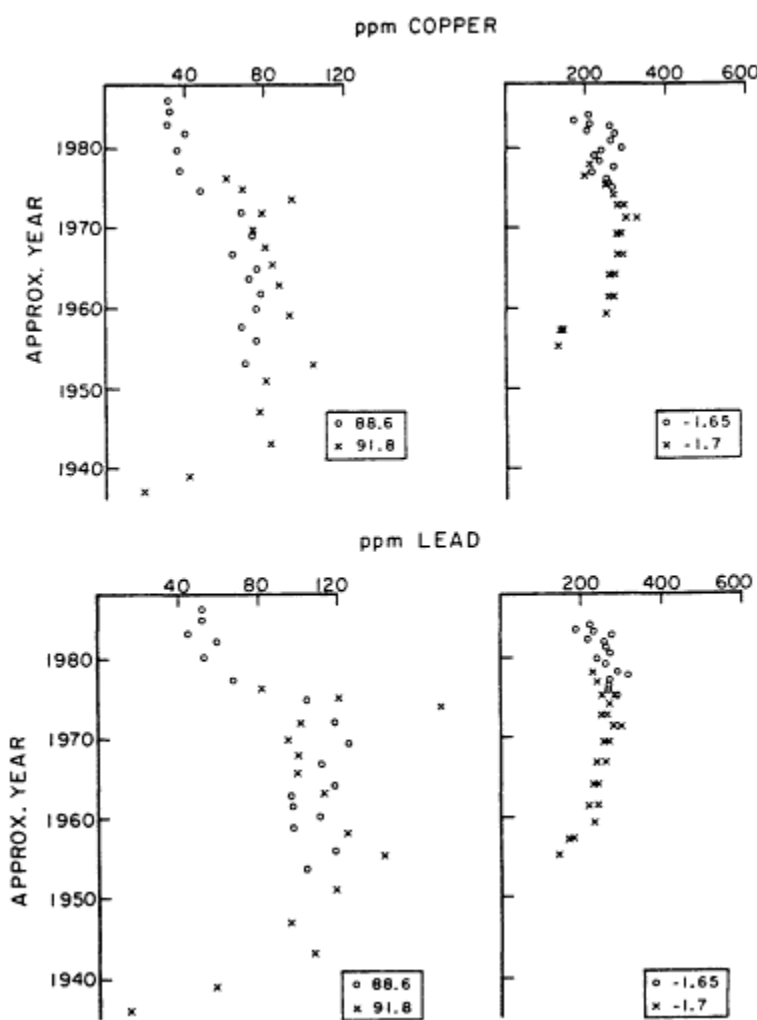 ppm COPPER
40 80 120
200 400 600
APPROX. YEAR
1980
1970
1960
1950
1940
o 88.6
x 91.8
o -1.65
x -1.7
ppm LEAD
40 80 120
200 400 600
APPROX. YEAR
1980
1970
1960
1950
1940
o 88.6
x 91.8
o -1.65
x -1.7